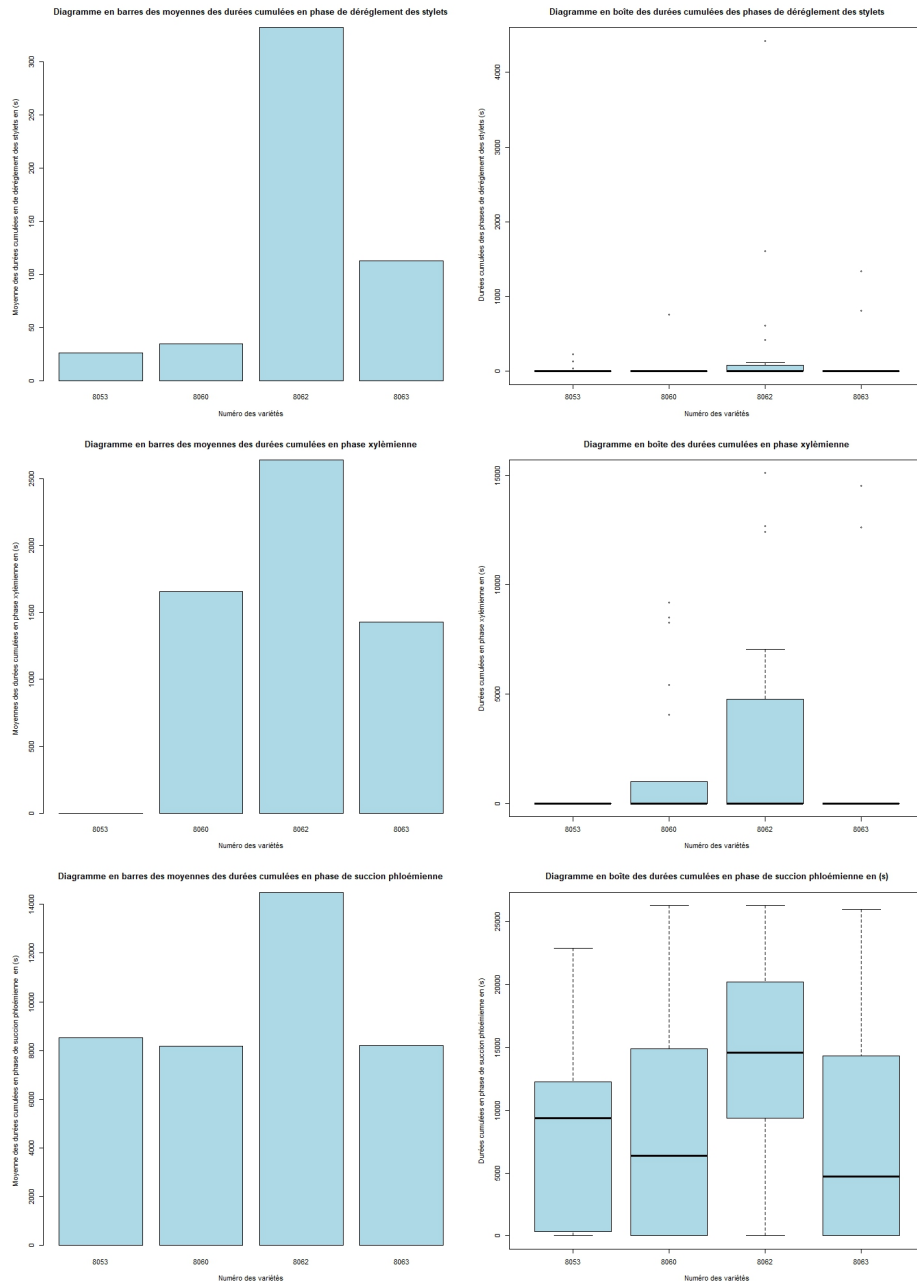 Diagramme en barres des moyennes des durées cumulées en phase de déréglement des stylets
Moyenne des durées cumulées en de déréglement des stylets en (s)
0 50 100 150 200 250 300
8053 8060 8062 8063
Numéro des variétés
Diagramme en boîte des durées cumulées des phases de déréglement des stylets
Durées cumulées des phases de déréglement des stylets (s)
0 1000 2000 3000 4000
8053 8060 8062 8063
Numéro des variétés
Diagramme en barres des moyennes des durées cumulées en phase xylèmienne
Moyennes des durées cumulées en phase xylèmienne en (s)
0 500 1000 1500 2000 2500
8053 8060 8062 8063
Numéro des variétés
Diagramme en boîte des durées cumulées en phase xylèmienne
Durées cumulées en phase xylèmienne en (s)
0 5000 10000 15000
8053 8060 8062 8063
Numéro des variétés
Diagramme en barres des moyennes des durées cumulées en phase de succion phloémienne
Moyenne des durées cumulées en phase de succion phloémienne en (s)
0 2000 4000 6000 8000 10000 12000 14000
8053 8060 8062 8063
Numéro des variétés
Diagramme en boîte des durées cumulées en phase de succion phloémienne en (s)
Durées cumulées en phase de succion phloémienne en (s)
0 5000 10000 15000 20000 25000
8053 8060 8062 8063
Numéro des variétés